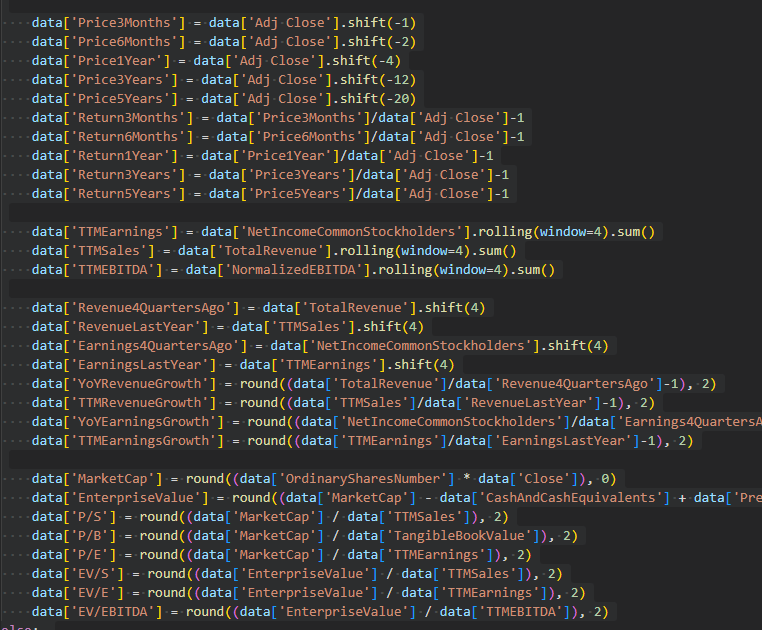 data['Price3Months'] = data['Adj Close'].shift(-1)
data['Price6Months'] = data['Adj Close'].shift(-2)
data['Price1Year'] = data['Adj Close'].shift(-4)
data['Price3Years'] = data['Adj Close'].shift(-12)
data['Price5Years'] = data['Adj Close'].shift(-20)
data['Return3Months'] = data['Price3Months']/data['Adj Close']-1
data['Return6Months'] = data['Price6Months']/data['Adj Close']-1
data['Return1Year'] = data['Price1Year']/data['Adj Close']-1
data['Return3Years'] = data['Price3Years']/data['Adj Close']-1
data['Return5Years'] = data['Price5Years']/data['Adj Close']-1
data['TTMEarnings'] = data['NetIncomeCommonStockholders'].rolling(window=4).sum()
data['TTMSales'] = data['TotalRevenue'].rolling(window=4).sum()
data['TTMEBITDA'] = data['NormalizedEBITDA'].rolling(window=4).sum()
data['Revenue4QuartersAgo'] = data['TotalRevenue'].shift(4)
data['RevenueLastYear'] = data['TTMSales'].shift(4)
data['Earnings4QuartersAgo'] = data['NetIncomeCommonStockholders'].shift(4)
data['EarningsLastYear'] = data['TTMEarnings'].shift(4)
data['YoYRevenueGrowth'] = round((data['TotalRevenue']/data['Revenue4QuartersAgo']-1), 2)
data['TTMRevenueGrowth'] = round((data['TTMSales']/data['RevenueLastYear']-1), 2)
data['YoYEarningsGrowth'] = round((data['NetIncomeCommonStockholders']/data['Earnings4QuartersA
data['TTMEarningsGrowth'] = round((data['TTMEarnings']/data['EarningsLastYear']-1), 2)
data['MarketCap'] = round((data['OrdinarySharesNumber'] * data['Close']), 0)
data['EnterpriseValue'] = round((data['MarketCap'] - data['CashAndCashEquivalents'] + data['Pre
data['P/S'] = round((data['MarketCap'] / data['TTMSales']), 2)
data['P/B'] = round((data['MarketCap'] / data['TangibleBookValue']), 2)
data['P/E'] = round((data['MarketCap'] / data['TTMEarnings']), 2)
data['EV/S'] = round((data['EnterpriseValue'] / data['TTMSales']), 2)
data['EV/E'] = round((data['EnterpriseValue'] / data['TTMEarnings']), 2)
data['EV/EBITDA'] = round((data['EnterpriseValue'] / data['TTMEBITDA']), 2)
else: